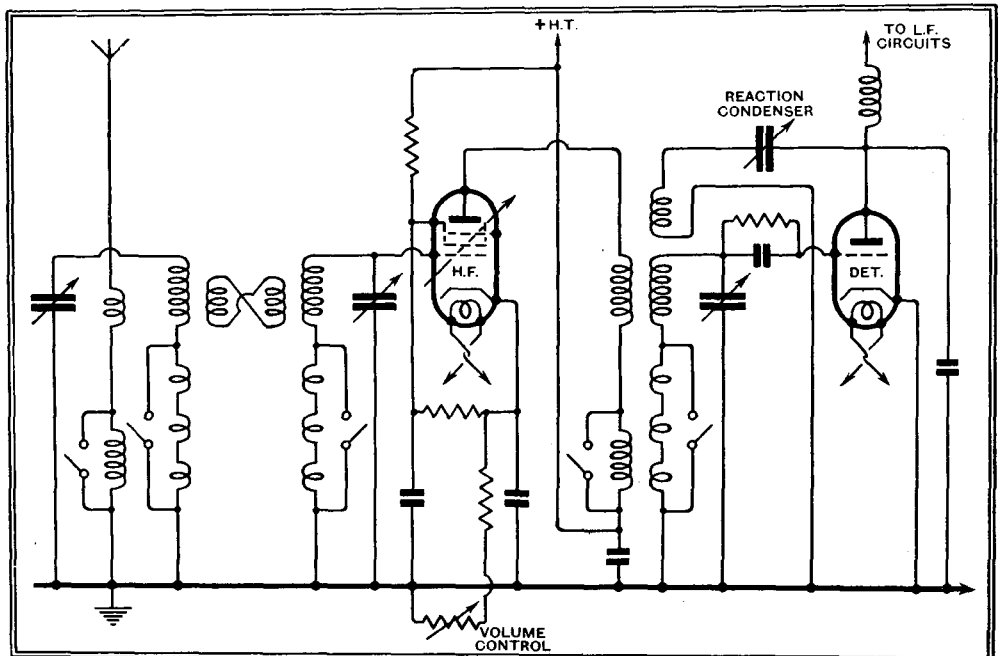 +H.T.
TO L.F.
CIRCUITS
REACTION
CONDENSER
H.F.
DET.
VOLUME
CONTROL